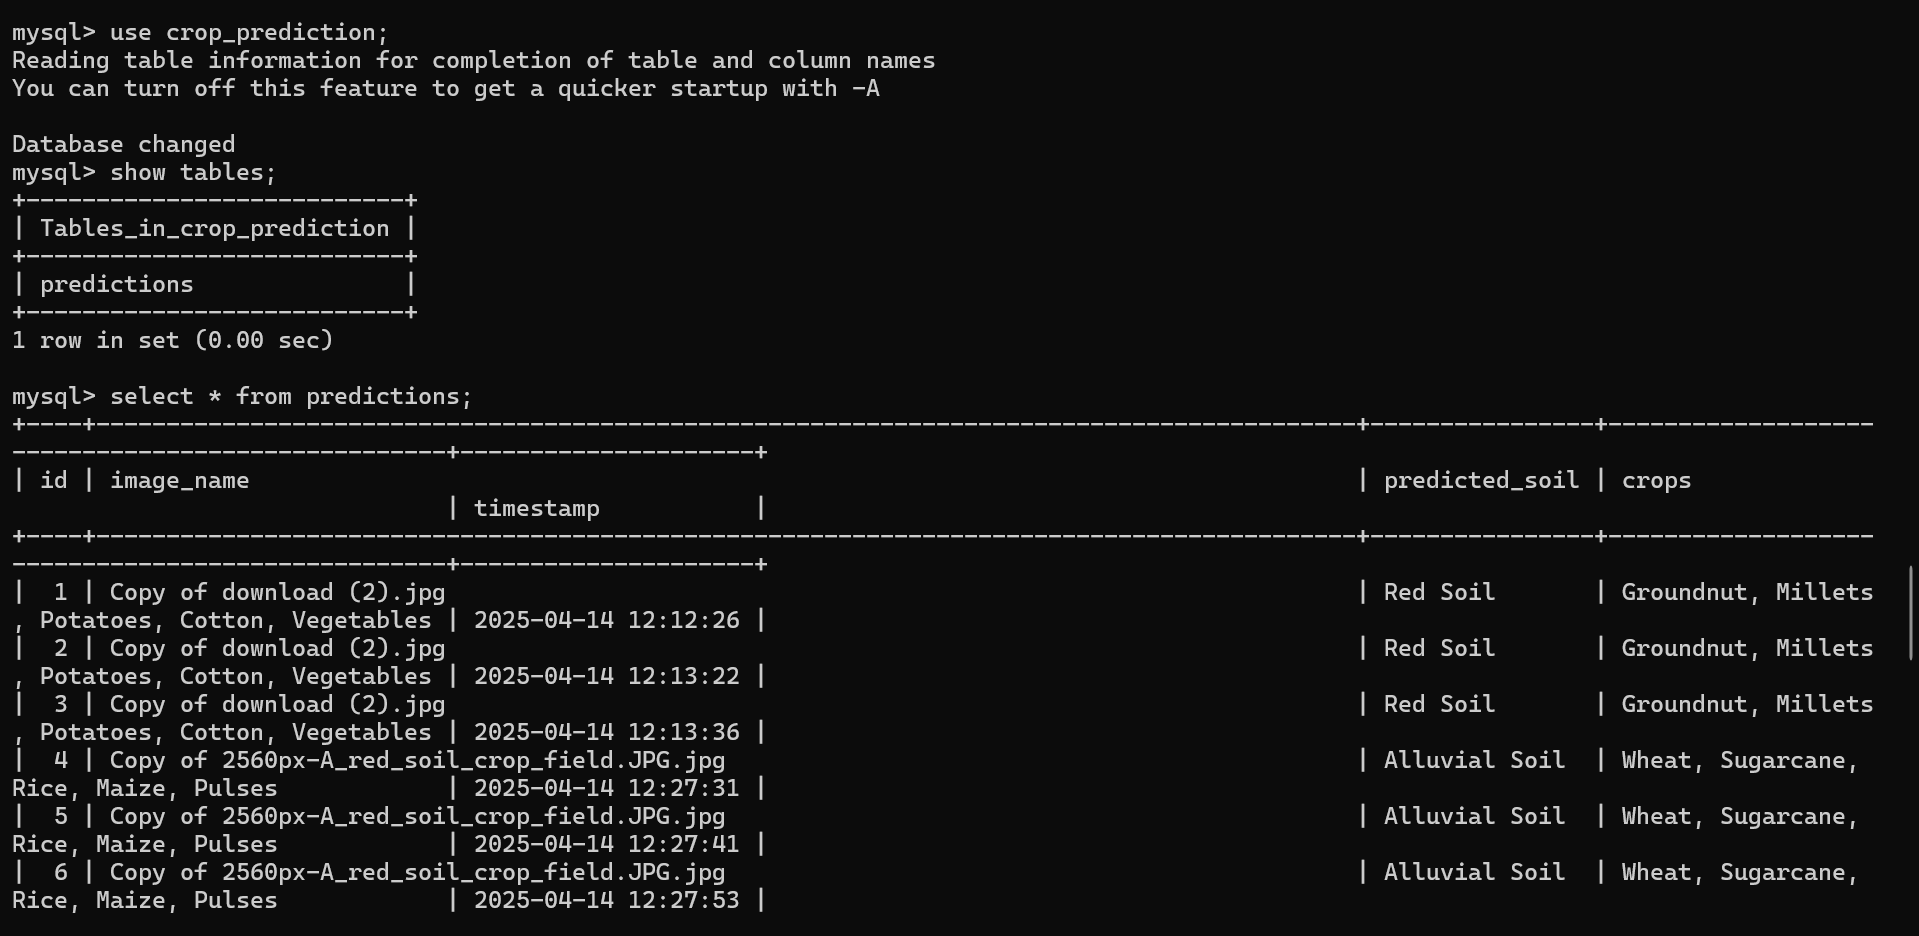 mysql> use crop_prediction;
Reading table information for completion of table and column names
You can turn off this feature to get a quicker startup with -A
Database changed
mysql> show tables;
+---------------------------+
| Tables_in_crop_prediction |
+---------------------------+
| predictions               |
+---------------------------+
1 row in set (0.00 sec)
mysql> select * from predictions;
+----+------------------------------------------------------------------------------------------+----------------+-------------------
-------------------------------+---------------------+
| id | image_name                                                                               | predicted_soil | crops
                               | timestamp           |
+----+------------------------------------------------------------------------------------------+----------------+-------------------
-------------------------------+---------------------+
|  1 | Copy of download (2).jpg                                                                 | Red Soil       | Groundnut, Millets
, Potatoes, Cotton, Vegetables | 2025-04-14 12:12:26 |
|  2 | Copy of download (2).jpg                                                                 | Red Soil       | Groundnut, Millets
, Potatoes, Cotton, Vegetables | 2025-04-14 12:13:22 |
|  3 | Copy of download (2).jpg                                                                 | Red Soil       | Groundnut, Millets
, Potatoes, Cotton, Vegetables | 2025-04-14 12:13:36 |
|  4 | Copy of 2560px-A_red_soil_crop_field.JPG.jpg                                             | Alluvial Soil  | Wheat, Sugarcane,
Rice, Maize, Pulses            | 2025-04-14 12:27:31 |
|  5 | Copy of 2560px-A_red_soil_crop_field.JPG.jpg                                             | Alluvial Soil  | Wheat, Sugarcane,
Rice, Maize, Pulses            | 2025-04-14 12:27:41 |
|  6 | Copy of 2560px-A_red_soil_crop_field.JPG.jpg                                             | Alluvial Soil  | Wheat, Sugarcane,
Rice, Maize, Pulses            | 2025-04-14 12:27:53 |